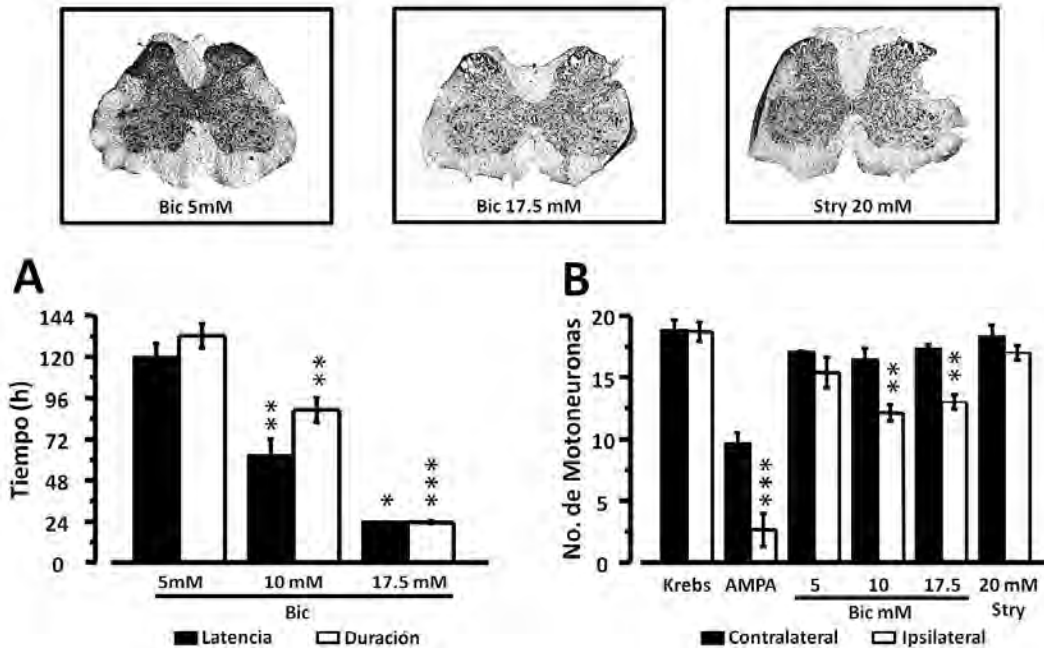 Bic 5mM
Bic 17.5 mM
Stry 20 mM
A
Tiempo (h)
144
120
96
72
48
24
0
**
**
*
***
5mM
10 mM
17.5 mM
Bic
Latencia
Duración
B
No. de Motoneuronas
20
15
10
5
0
***
**
**
Krebs
AMPA
5
10
17.5
20 mM
Bic mM
Stry
Contralateral
Ipsilateral